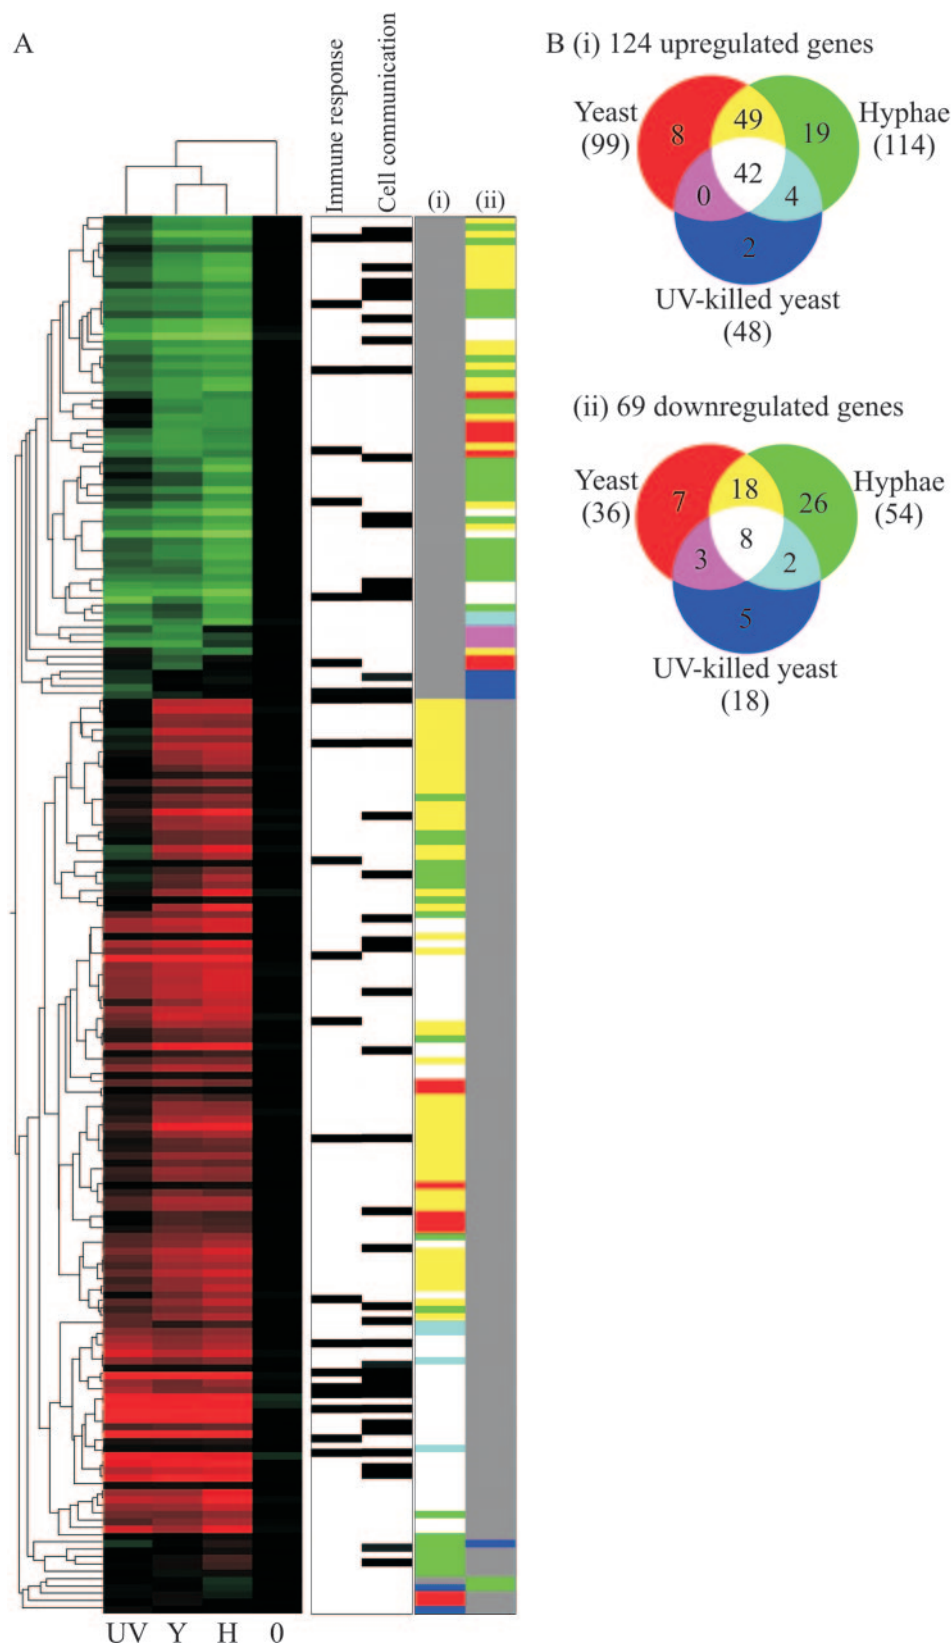 A
Immune response
Cell communication
(i)
(ii)
UV Y H 0
B (i) 124 upregulated genes
Yeast
(99)
Hyphae
(114)
8
49
19
42
0
4
2
UV-killed yeast
(48)
(ii) 69 downregulated genes
Yeast
(36)
Hyphae
(54)
7
18
26
8
3
2
5
UV-killed yeast
(18)